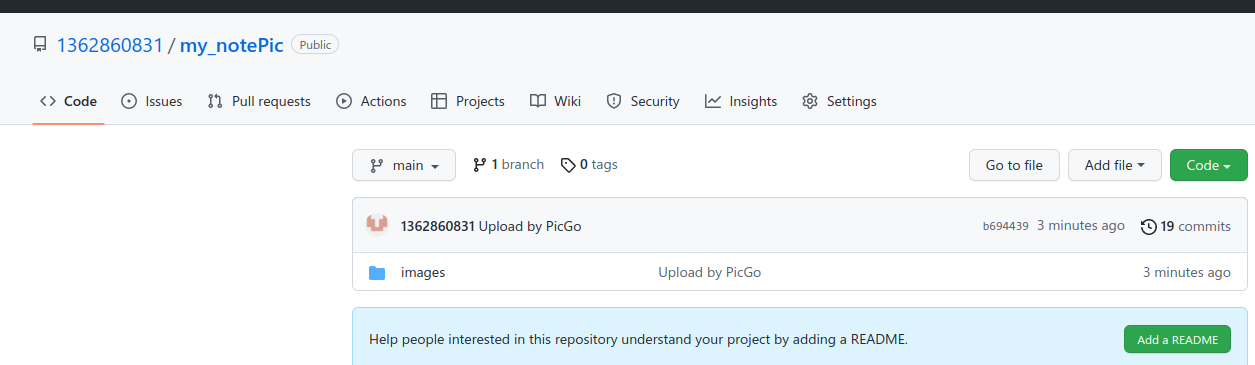 1362860831 / my_notePic Public
Code Issues Pull requests Actions Projects Wiki Security Insights Settings
main 1 branch 0 tags Go to file Add file Code
1362860831 Upload by PicGo b694439 3 minutes ago 19 commits
images Upload by PicGo 3 minutes ago
Help people interested in this repository understand your project by adding a README. Add a README